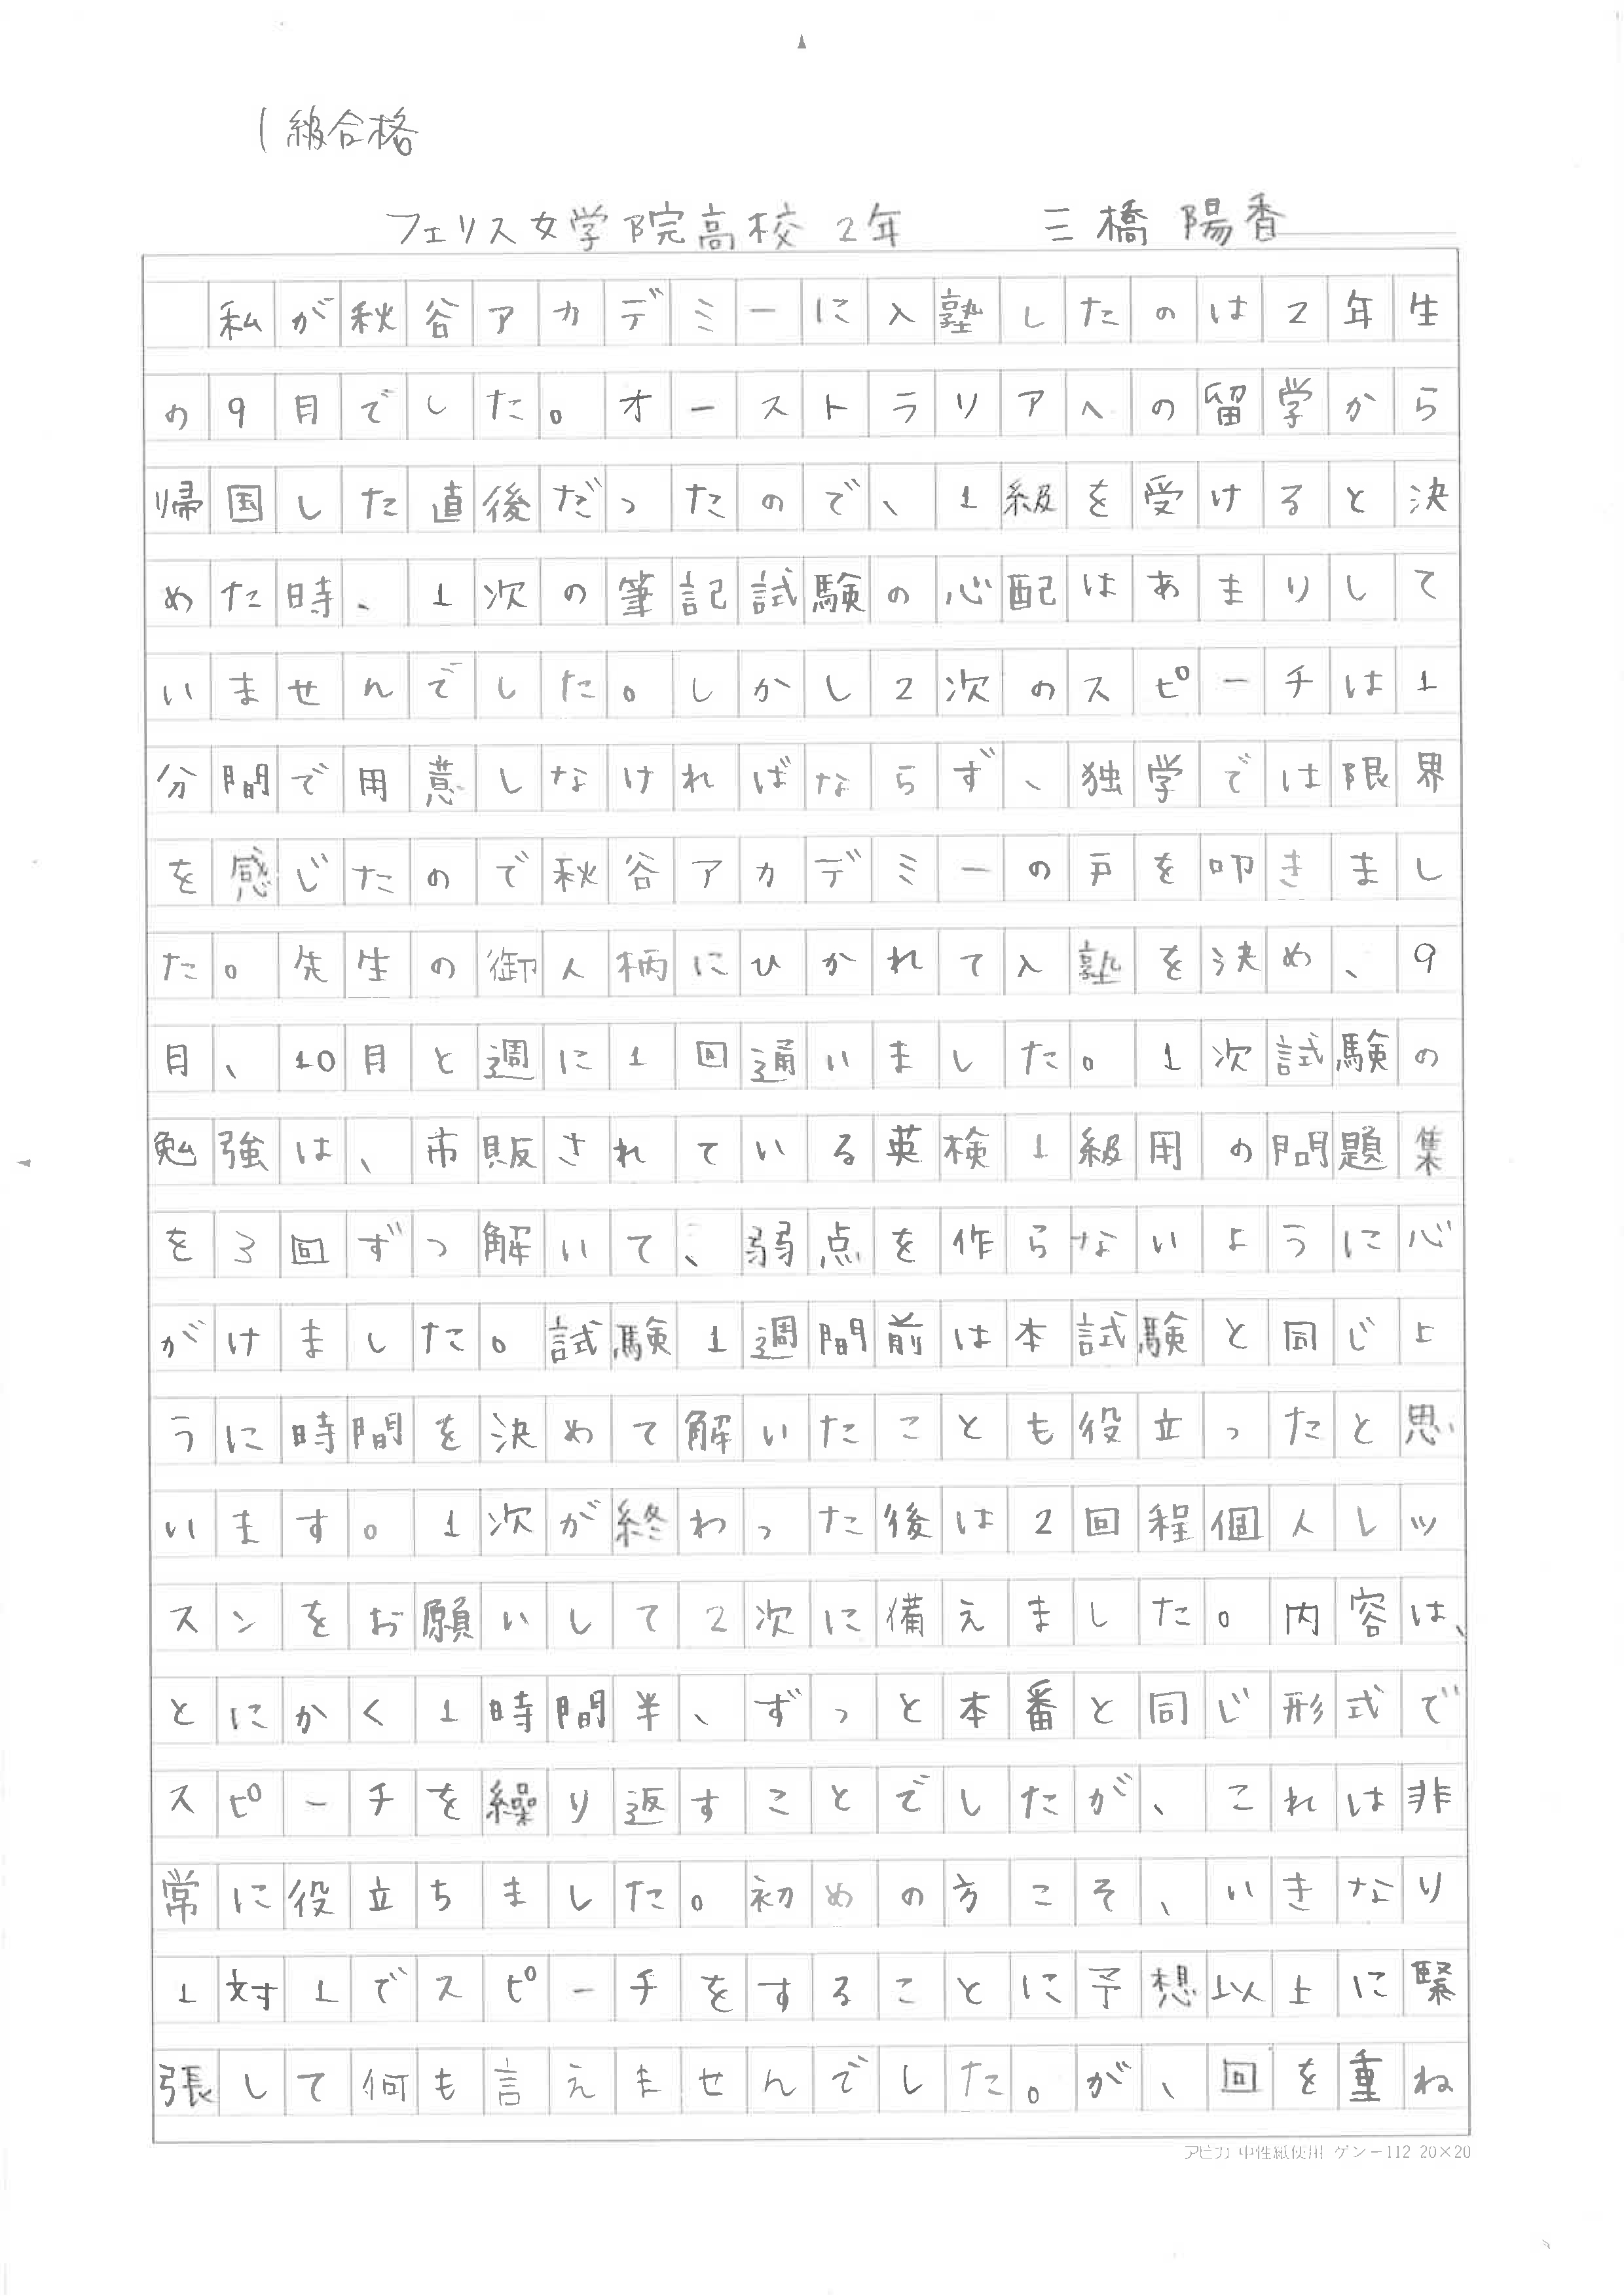 1級合格
フェリス女学院高校 2年 三橋 陽香
私が秋谷アカデミーに入塾したのは2年生
の9月でした。オーストラリアへの留学から
帰国した直後だったので、1級を受けると決
めた時、1次の筆記試験の心配はあまりして
いませんでした。しかし2次のスピーチは1
分間で用意しなければならず、独学では限界
を感じたので秋谷アカデミーの戸を叩きまし
た。先生の御人柄にひかれて入塾を決め、9
月、10月と週に1回通いました。1次試験の
勉強は、市販されている英検1級用の問題集
を3回ずつ解いて、弱点を作らないように心
がけました。試験1週間前は本試験と同じよ
うに時間を決めて解いたことも役立ったと思
います。1次が終わった後は2回程個人レッ
スンをお願いして2次に備えました。内容は、
とにかく1時間半、ずっと本番と同じ形式で
スピーチを繰り返すことでしたが、これは非
常に役立ちました。初めの方こそ、いきなり
1対1でスピーチをすることに予想以上に緊
張して何も言えませんでした。が、回を重ね
アピカ 中性紙使用 ゲンー112 20×20